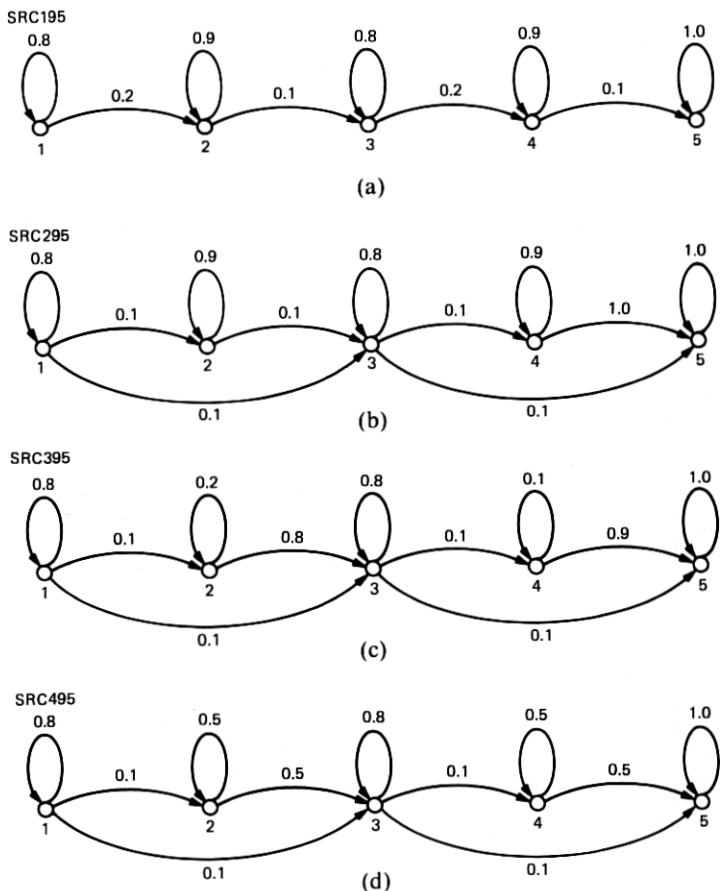 SRC195
0.8 0.9 0.8 0.9 1.0
0.2 0.1 0.2 0.1
1 2 3 4 5
(a)
SRC295
0.8 0.9 0.8 0.9 1.0
0.1 0.1 0.1 1.0
1 2 3 4 5
0.1 0.1
(b)
SRC395
0.8 0.2 0.8 0.1 1.0
0.1 0.8 0.1 0.9
1 2 3 4 5
0.1 0.1
(c)
SRC495
0.8 0.5 0.8 0.5 1.0
0.1 0.5 0.1 0.5
1 2 3 4 5
0.1 0.1
(d)